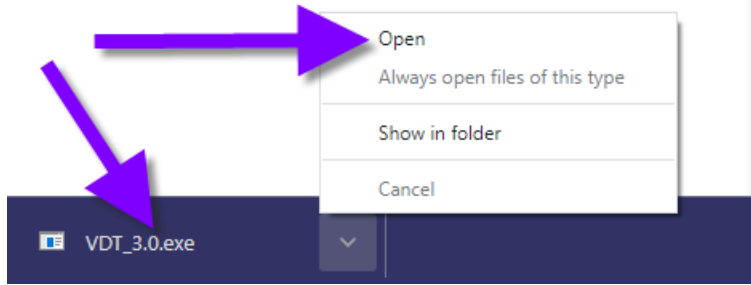 Open
Always open files of this type
Show in folder
Cancel
VDT_3.0.exe